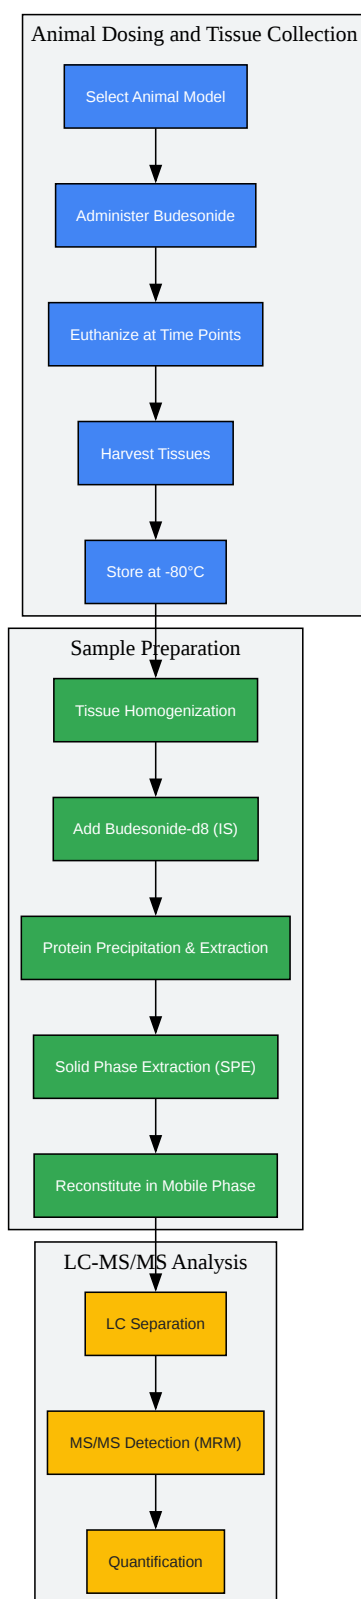 Animal Dosing and Tissue Collection
Select Animal Model
Administer Budesonide
Euthanize at Time Points
Harvest Tissues
Store at -80°C
Sample Preparation
Tissue Homogenization
Add Budesonide-d8 (IS)
Protein Precipitation & Extraction
Solid Phase Extraction (SPE)
Reconstitute in Mobile Phase
LC-MS/MS Analysis
LC Separation
MS/MS Detection (MRM)
Quantification